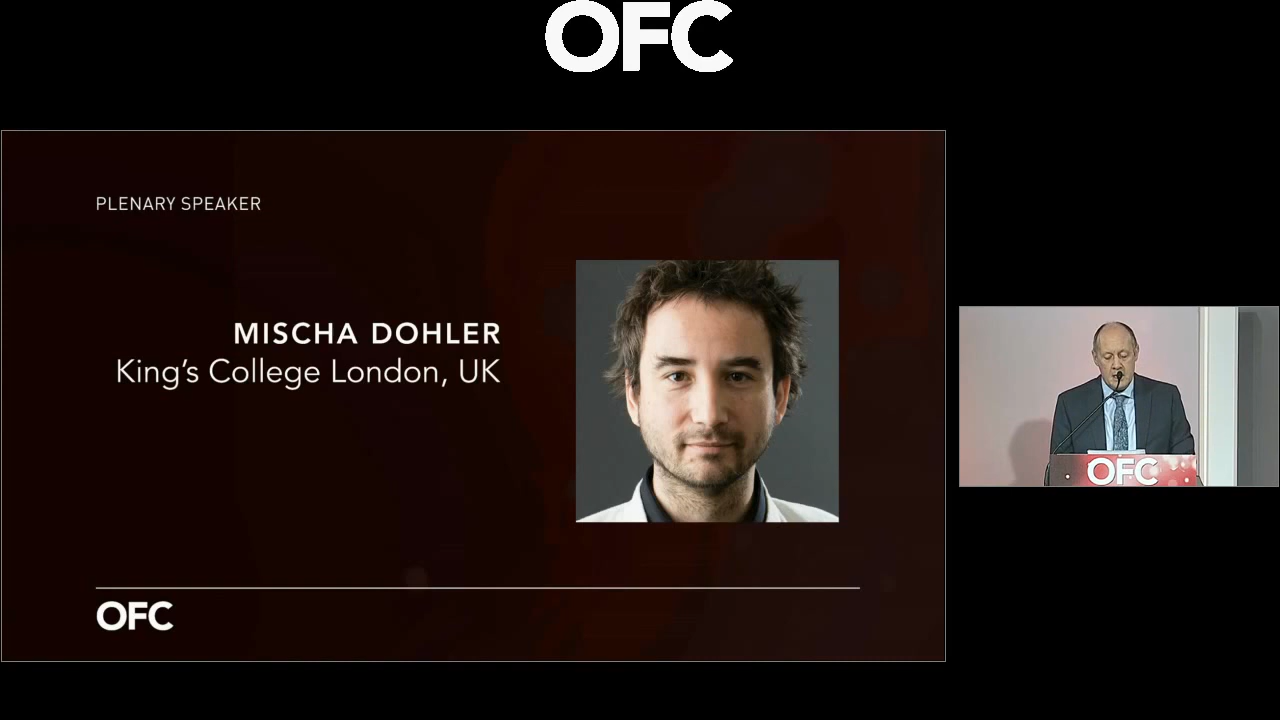 OFC
PLENARY SPEAKER
MISCHA DOHLER
King's College London, UK
OFC
OFC